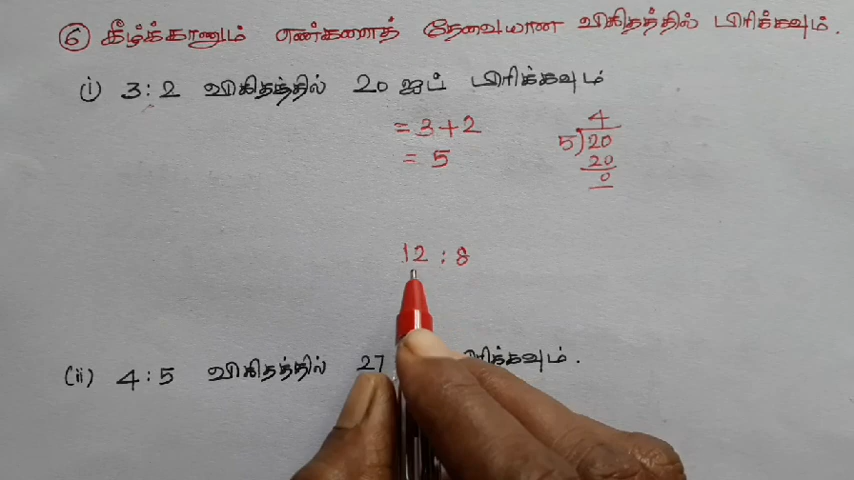 6 கீழ்க்காணும் எண்களைத் தேவையான விகிதத்தில் பிரிக்கவும்.
i) 3 : 2 விகிதத்தில் 20 ஐப் பிரிக்கவும்
= 3 + 2
= 5
4
5) 20
20
0
12 : 8
(ii) 4 : 5 விகிதத்தில் 27